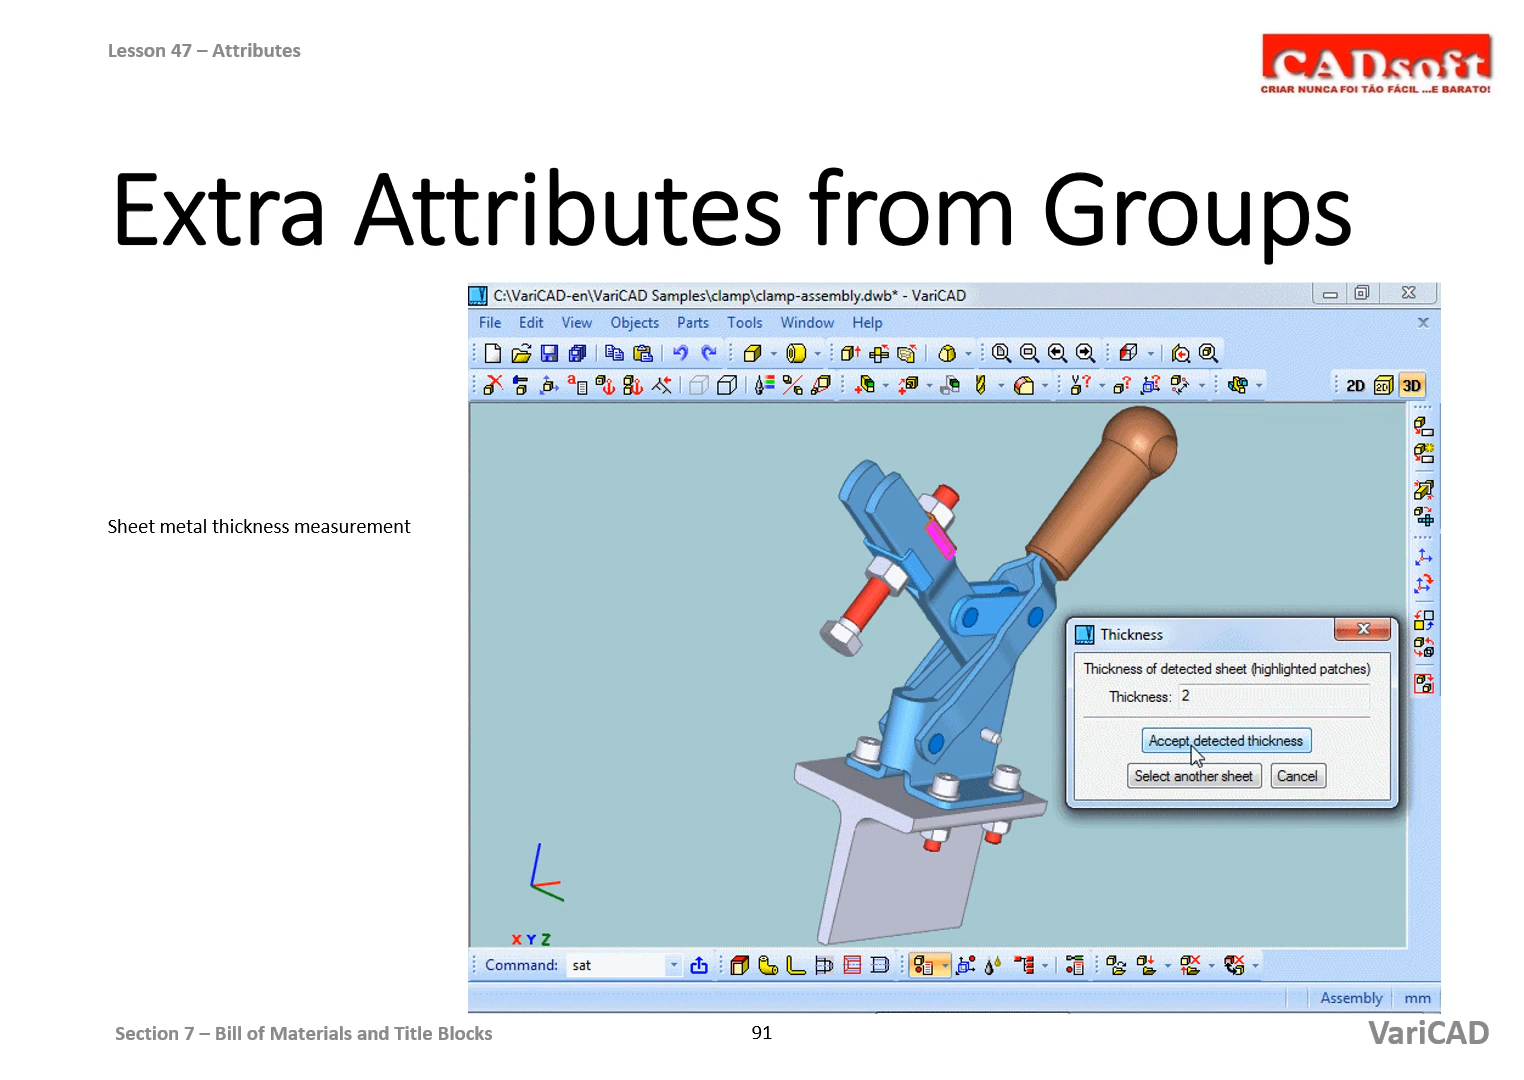 Lesson 47 – Attributes
CADsoft
CRIAR NUNCA FOI TÃO FÁCIL ...E BARATO!
Extra Attributes from Groups
Sheet metal thickness measurement
C:\VariCAD-en\VariCAD Samples\clamp\clamp-assembly.dwb* - VariCAD
File Edit View Objects Parts Tools Window Help
2D 2D 3D
Thickness
Thickness of detected sheet (highlighted patches)
Thickness: 2
Accept detected thickness
Select another sheet Cancel
X Y Z
Command: sat
Assembly mm
Section 7 – Bill of Materials and Title Blocks
91
VariCAD